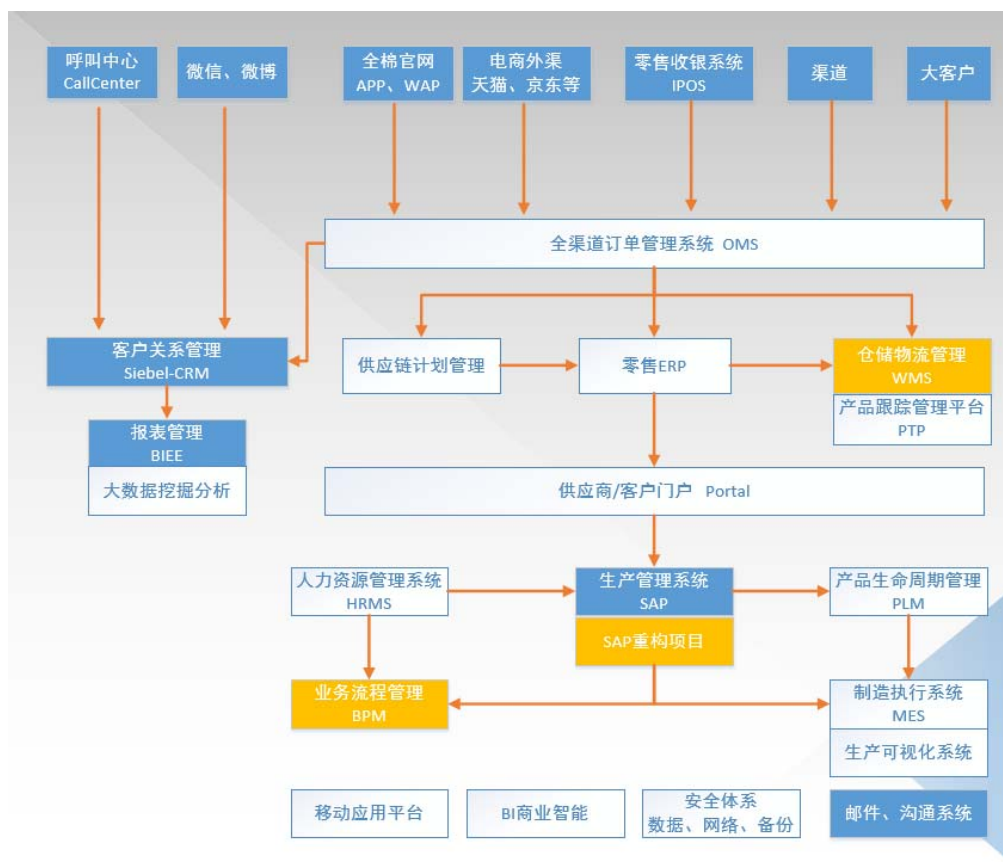 呼叫中心
CallCenter
微信、微博
全棉官网
APP、WAP
电商外渠
天猫、京东等
零售收银系统
IPOS
渠道
大客户
全渠道订单管理系统 OMS
客户关系管理
Siebel-CRM
供应链计划管理
零售ERP
仓储物流管理
WMS
产品跟踪管理平台
PTP
报表管理
BIEE
大数据挖掘分析
供应商/客户门户 Portal
人力资源管理系统
HRMS
生产管理系统
SAP
SAP重构项目
产品生命周期管理
PLM
业务流程管理
BPM
制造执行系统
MES
生产可视化系统
移动应用平台
BI商业智能
安全体系
数据、网络、备份
邮件、沟通系统